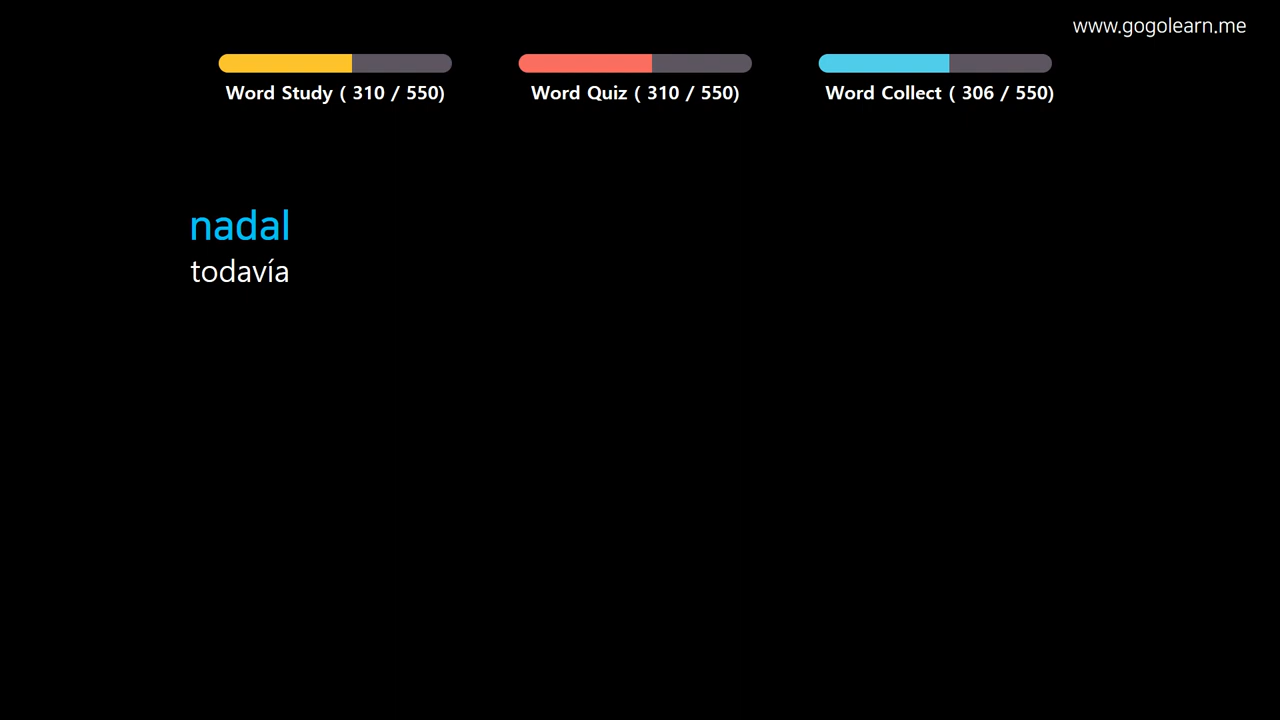 www.gogolearn.me
Word Study ( 310 / 550)
Word Quiz ( 310 / 550)
Word Collect ( 306 / 550)
nadal
todavía